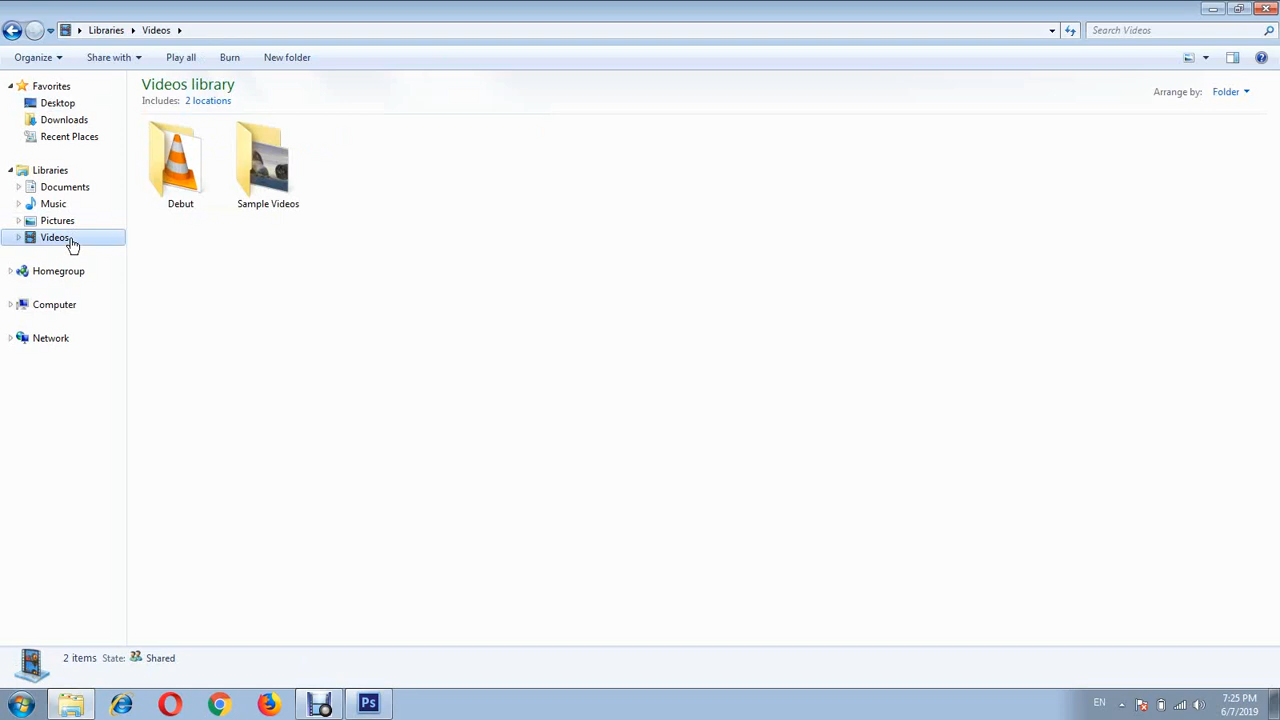 Libraries Videos
Search Videos
Organize Share with Play all Burn New folder
Favorites
Desktop
Downloads
Recent Places
Libraries
Documents
Music
Pictures
Videos
Homegroup
Computer
Network
Videos library
Includes: 2 locations
Arrange by: Folder
Debut
Sample Videos
2 items State: Shared
Ps
EN
7:25 PM
6/7/2019